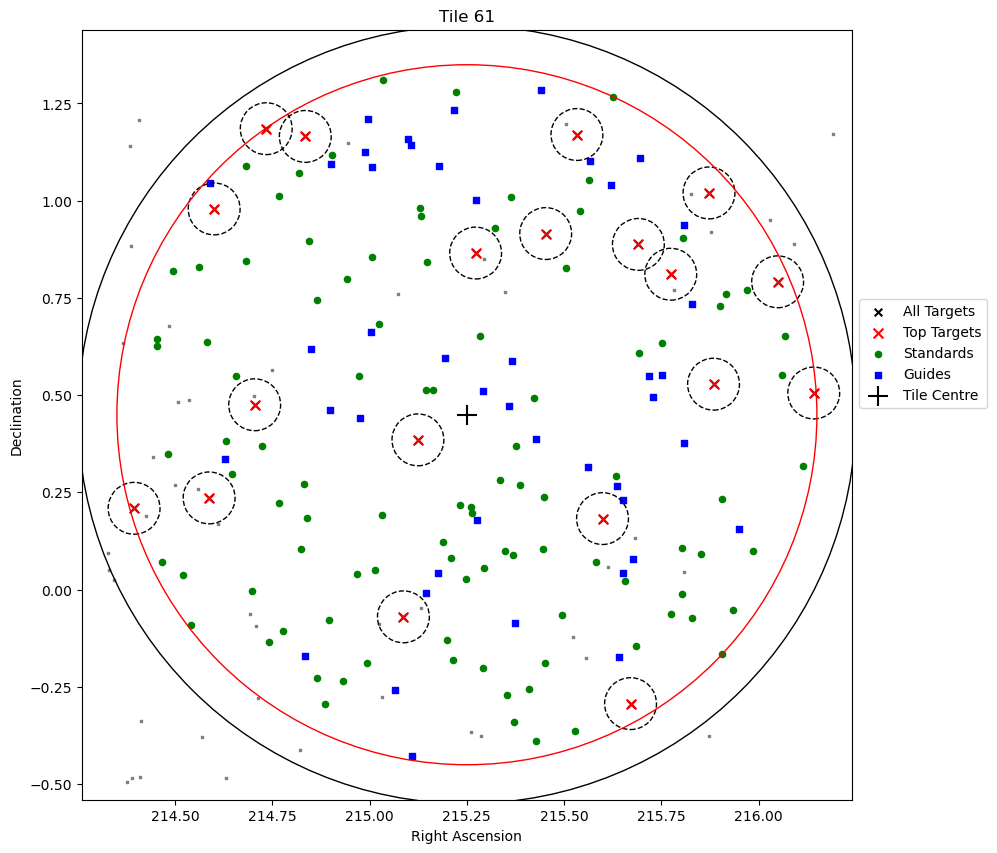 Tile 61
Declination
1.25
1.00
0.75
0.50
0.25
0.00
−0.25
−0.50
214.50 214.75 215.00 215.25 215.50 215.75 216.00
Right Ascension
All Targets
Top Targets
Standards
Guides
Tile Centre